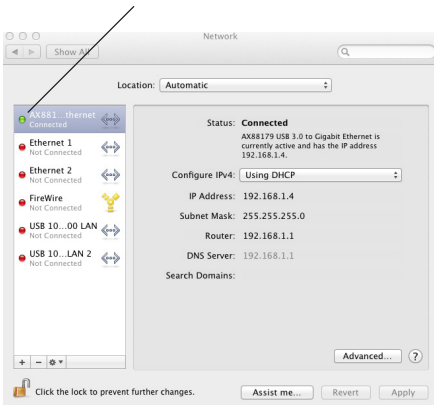 Network
Show All
Location: Automatic
AX881...thernet
Connected
Ethernet 1
Not Connected
Ethernet 2
Not Connected
FireWire
Not Connected
USB 10...00 LAN
Not Connected
USB 10...LAN 2
Not Connected
Status: Connected
AX88179 USB 3.0 to Gigabit Ethernet is
currently active and has the IP address
192.168.1.4.
Configure IPv4: Using DHCP
IP Address: 192.168.1.4
Subnet Mask: 255.255.255.0
Router: 192.168.1.1
DNS Server: 192.168.1.1
Search Domains:
Advanced... ?
Click the lock to prevent further changes.
Assist me... Revert Apply